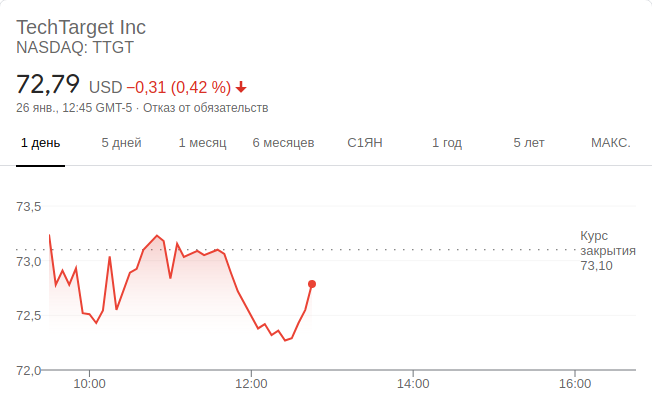 TechTarget Inc
NASDAQ: TTGT
72,79 USD −0,31 (0,42 %)
26 янв., 12:45 GMT-5 · Отказ от обязательств
1 день 5 дней 1 месяц 6 месяцев С1ЯН 1 год 5 лет МАКС.
73,5
Курс
закрытия
73,10
73,0
72,5
72,0
10:00 12:00 14:00 16:00